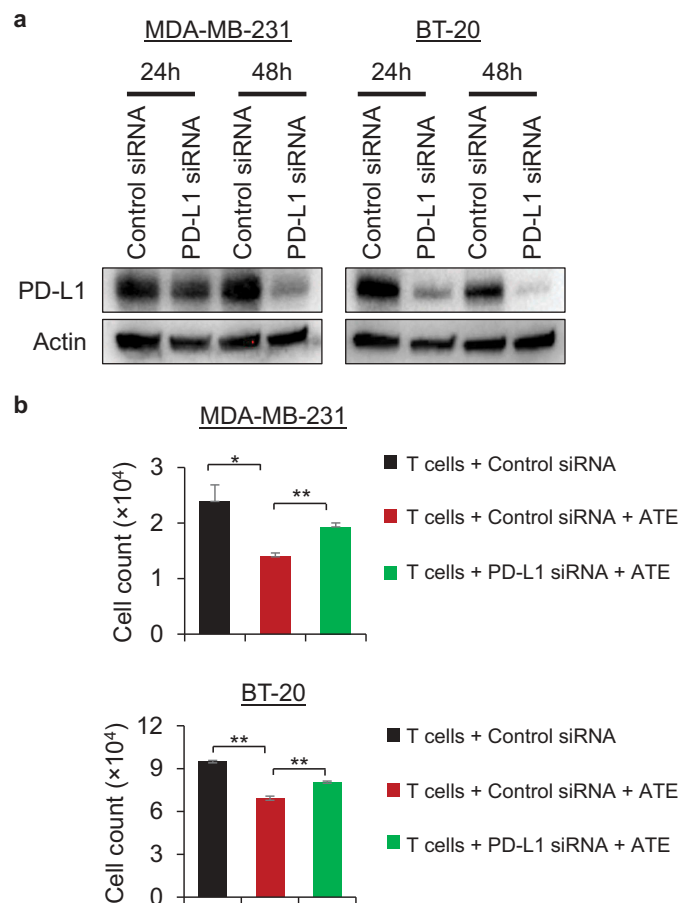 a
MDA-MB-231 BT-20
24h 48h 24h 48h
Control siRNA PD-L1 siRNA Control siRNA PD-L1 siRNA Control siRNA PD-L1 siRNA Control siRNA PD-L1 siRNA
PD-L1
Actin
b
MDA-MB-231
Cell count (×10⁴)
3
2
1
0
*
**
T cells + Control siRNA
T cells + Control siRNA + ATE
T cells + PD-L1 siRNA + ATE
BT-20
Cell count (×10⁴)
12
9
6
3
0
**
**
T cells + Control siRNA
T cells + Control siRNA + ATE
T cells + PD-L1 siRNA + ATE